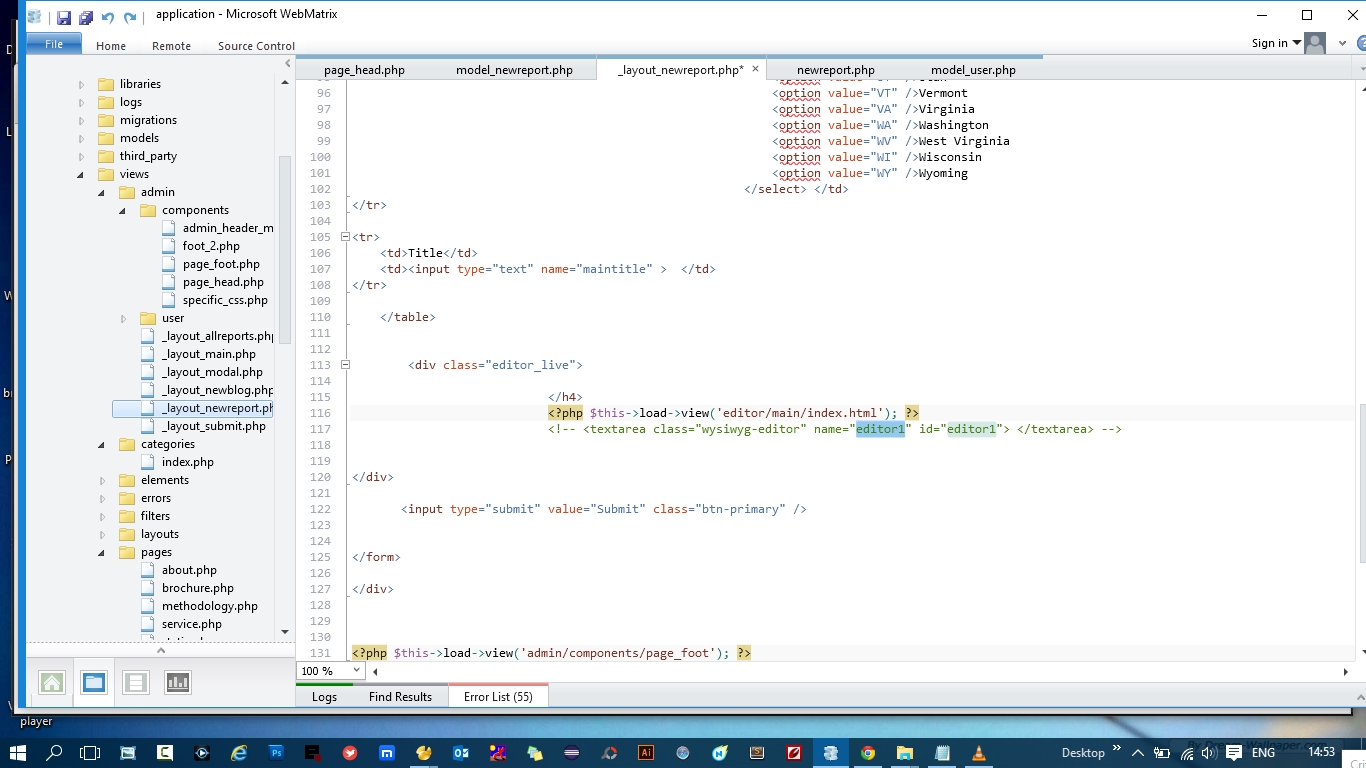 application - Microsoft WebMatrix
File Home Remote Source Control
Sign in
page_head.php model_newreport.php _layout_newreport.php* × newreport.php model_user.php
libraries
logs
migrations
models
third_party
views
admin
components
admin_header_m
foot_2.php
page_foot.php
page_head.php
specific_css.php
user
_layout_allreports.php
_layout_main.php
_layout_modal.php
_layout_newblog.php
_layout_newreport.ph
_layout_submit.php
categories
index.php
elements
errors
filters
layouts
pages
about.php
brochure.php
methodology.php
service.php
96 <option value="VT" />Vermont
97 <option value="VA" />Virginia
98 <option value="WA" />Washington
99 <option value="WV" />West Virginia
100 <option value="WI" />Wisconsin
101 <option value="WY" />Wyoming
102 </select> </td>
103 </tr>
104
105 <tr>
106 <td>Title</td>
107 <td><input type="text" name="maintitle" > </td>
108 </tr>
109
110 </table>
111
112
113 <div class="editor_live">
114
115 </h4>
116 <?php $this->load->view('editor/main/index.html'); ?>
117 <!-- <textarea class="wysiwyg-editor" name="editor1" id="editor1"> </textarea> -->
118
119
120 </div>
121
122 <input type="submit" value="Submit" class="btn-primary" />
123
124
125 </form>
126
127 </div>
128
129
130
131 <?php $this->load->view('admin/components/page_foot'); ?>
100 %
Logs Find Results Error List (55)
player
Desktop » ENG 14:53